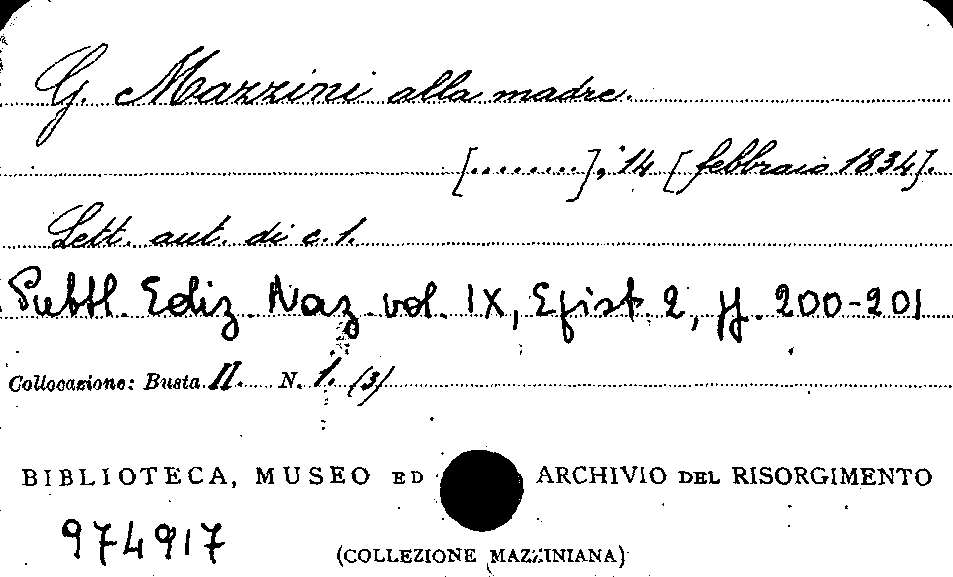 G. Mazzini alla madre.
[........], 14 [febbraio 1834].
Lett. aut. di c. 1.
Pubbl. Ediz. Naz. vol. IX, Epist. 2, pp. 200-201
Collocazione: Busta II. N. 1. (3)
BIBLIOTECA, MUSEO ED ARCHIVIO DEL RISORGIMENTO
974917
(COLLEZIONE MAZZINIANA)